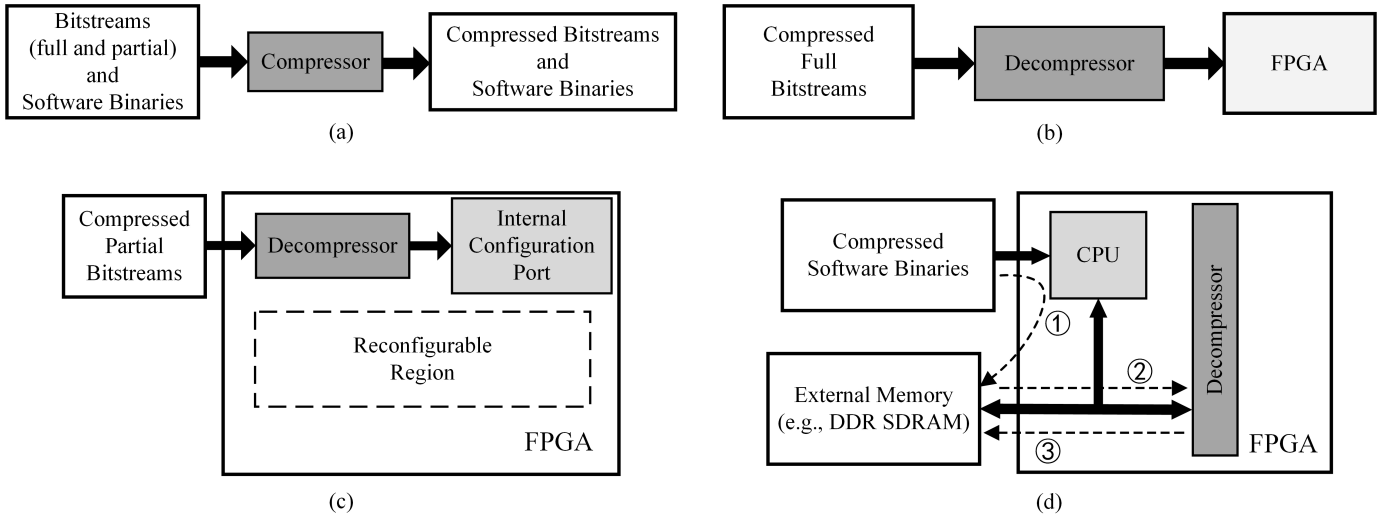 Bitstreams
(full and partial)
and
Software Binaries
Compressor
Compressed Bitstreams
and
Software Binaries
(a)
Compressed
Full
Bitstreams
Decompressor
FPGA
(b)
Compressed
Partial
Bitstreams
Decompressor
Internal
Configuration
Port
Reconfigurable
Region
FPGA
(c)
Compressed
Software Binaries
CPU
Decompressor
①
External Memory
(e.g., DDR SDRAM)
②
③
FPGA
(d)